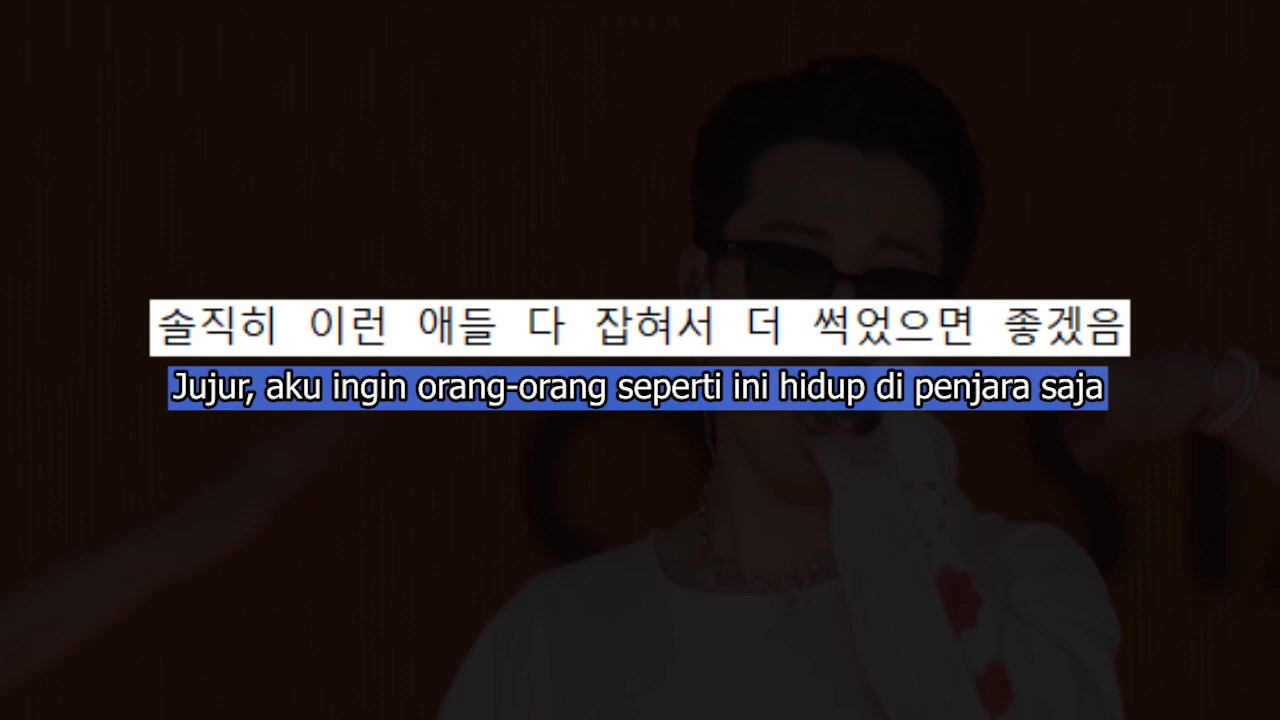 솔직히 이런 애들 다 잡혀서 더 썩었으면 좋겠음
Jujur, aku ingin orang-orang seperti ini hidup di penjara saja